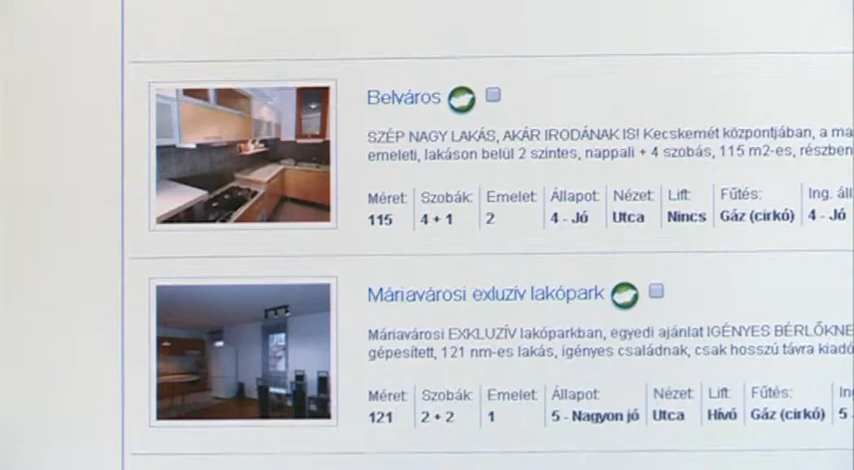 Belváros
SZÉP NAGY LAKÁS, AKÁR IRODÁNAK IS! Kecskemét központjában, a ma
emeleti, lakáson belül 2 szintes, nappali + 4 szobás, 115 m2-es, részben
Méret: Szobák: Emelet: Állapot: Nézet: Lift: Fűtés: Ing. áll
115 4 + 1 2 4 - Jó Utca Nincs Gáz (cirkó) 4 - Jó
Máriavárosi exluzív lakópark
Máriavárosi EXKLUZÍV lakóparkban, egyedi ajánlat IGÉNYES BÉRLŐKNE
gépesített, 121 nm-es lakás, igényes családnak, csak hosszú távra kiadó
Méret: Szobák: Emelet: Állapot: Nézet: Lift: Fűtés: In
121 2 + 2 1 5 - Nagyon jó Utca Hívó Gáz (cirkó) 5